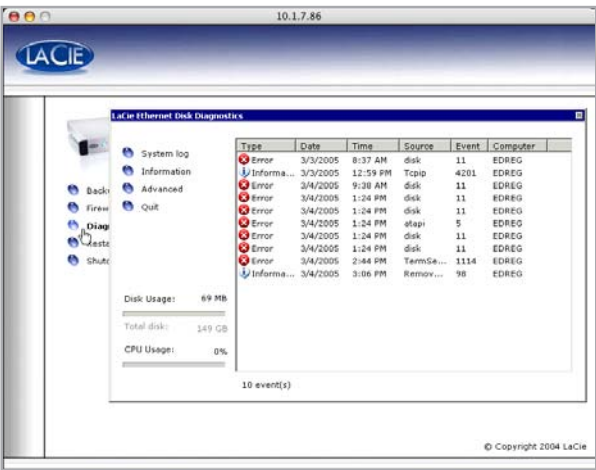 10.1.7.86
LACIE
LaCie Ethernet Disk Diagnostics
System log
Information
Advanced
Quit
Type Date Time Source Event Computer
Error 3/3/2005 8:37 AM disk 11 EDREG
Informa... 3/3/2005 12:59 PM Tcpip 4201 EDREG
Error 3/4/2005 9:38 AM disk 11 EDREG
Error 3/4/2005 1:24 PM disk 11 EDREG
Error 3/4/2005 1:24 PM disk 11 EDREG
Error 3/4/2005 1:24 PM atapi 5 EDREG
Error 3/4/2005 1:24 PM disk 11 EDREG
Error 3/4/2005 1:24 PM disk 11 EDREG
Error 3/4/2005 2:44 PM TermSe... 1114 EDREG
Informa... 3/4/2005 3:06 PM Remov... 98 EDREG
Backu
Firew
Diag
Resta
Shutd
Disk Usage: 69 MB
Total disk: 149 GB
CPU Usage: 0%
10 event(s)
© Copyright 2004 LaCie